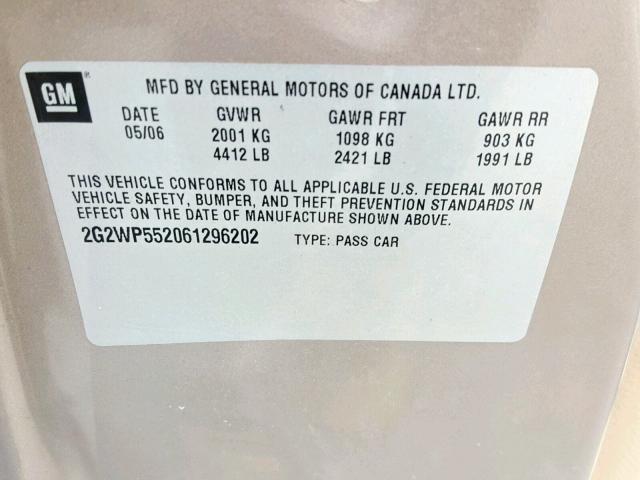 GM®
MFD BY GENERAL MOTORS OF CANADA LTD.
DATE GVWR GAWR FRT GAWR RR
05/06 2001 KG 1098 KG 903 KG
4412 LB 2421 LB 1991 LB
THIS VEHICLE CONFORMS TO ALL APPLICABLE U.S. FEDERAL MOTOR
VEHICLE SAFETY, BUMPER, AND THEFT PREVENTION STANDARDS IN
EFFECT ON THE DATE OF MANUFACTURE SHOWN ABOVE.
2G2WP552061296202 TYPE: PASS CAR